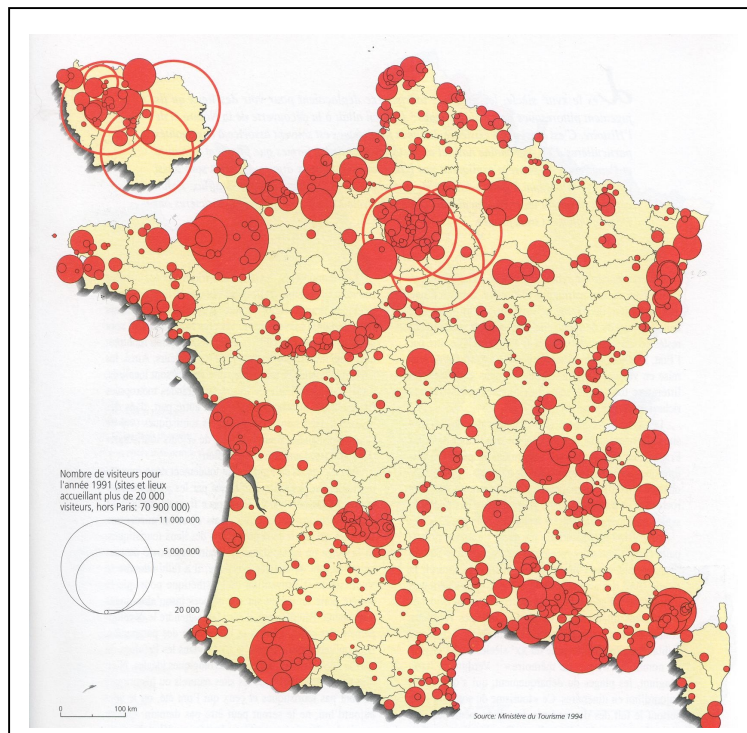 Nombre de visiteurs pour
l'année 1991 (sites et lieux
accueillant plus de 20 000
visiteurs, hors Paris: 70 900 000)
11 000 000
5 000 000
20 000
0 100 km
Source: Ministère du Tourisme 1994